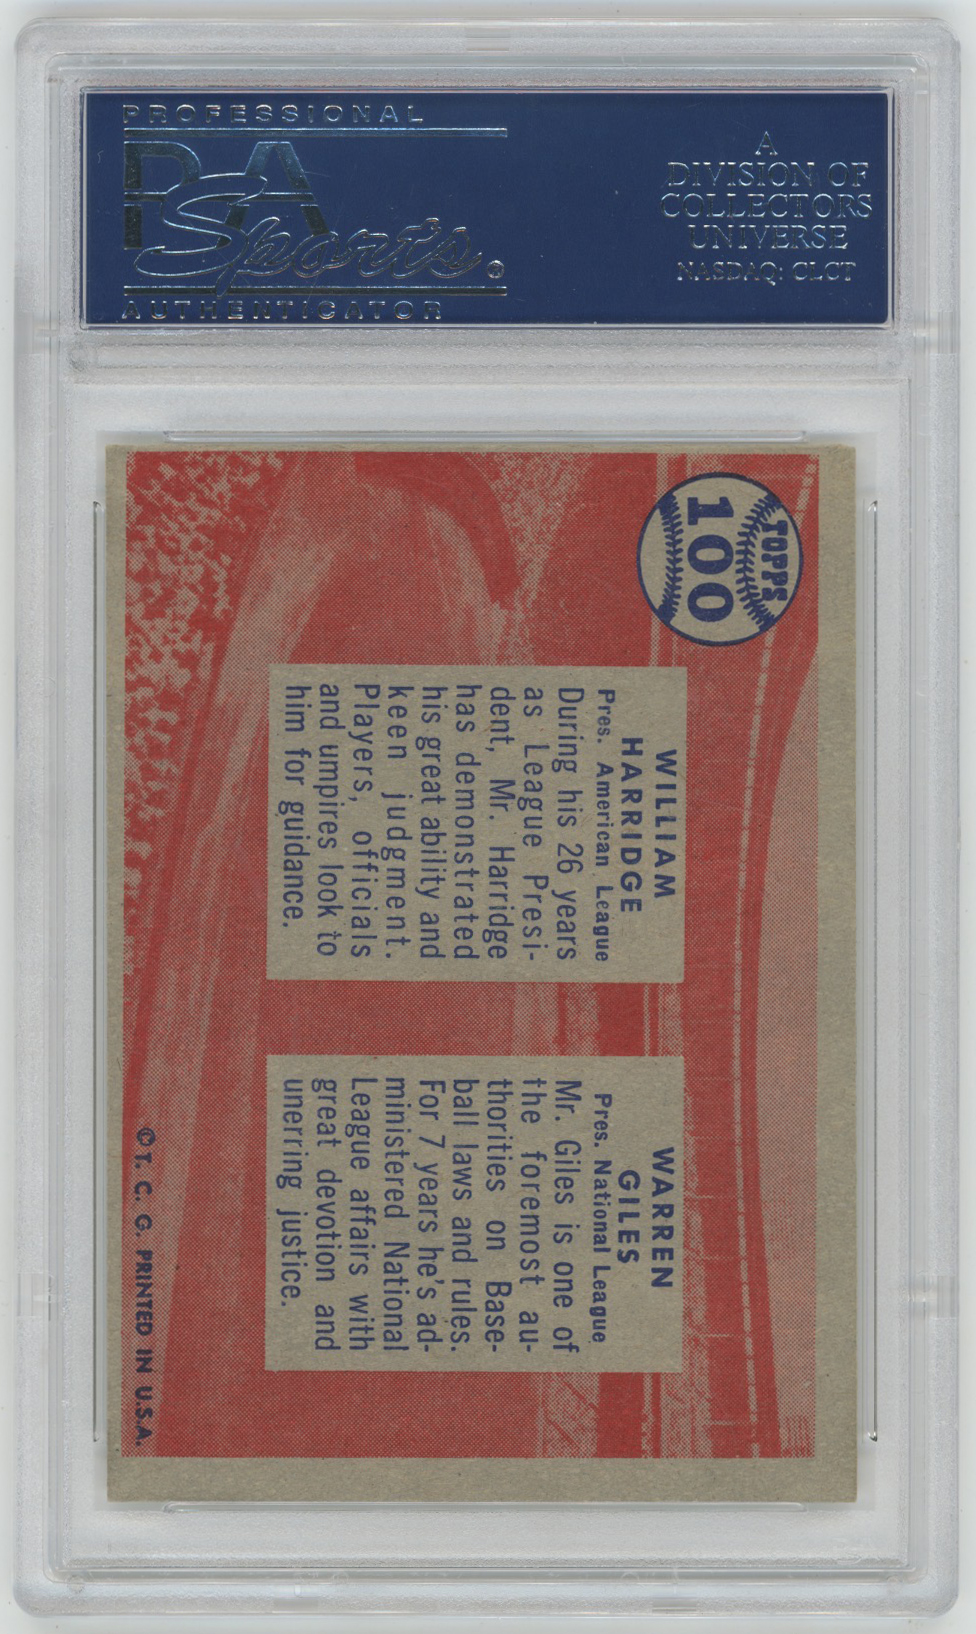 PROFESSIONAL
PSA
Sports®
AUTHENTICATOR
A
DIVISION OF
COLLECTORS
UNIVERSE
NASDAQ: CLCT
TOPPS
100
WILLIAM
HARRIDGE
Pres. American League
During his 26 years
as League Presi-
dent, Mr. Harridge
has demonstrated
his great ability and
keen judgment.
Players, officials
and umpires look to
him for guidance.
WARREN
GILES
Pres. National League
Mr. Giles is one of
the foremost au-
thorities on Base-
ball laws and rules.
For 7 years he's ad-
ministered National
League affairs with
great devotion and
unerring justice.
© T. C. G. PRINTED IN U.S.A.